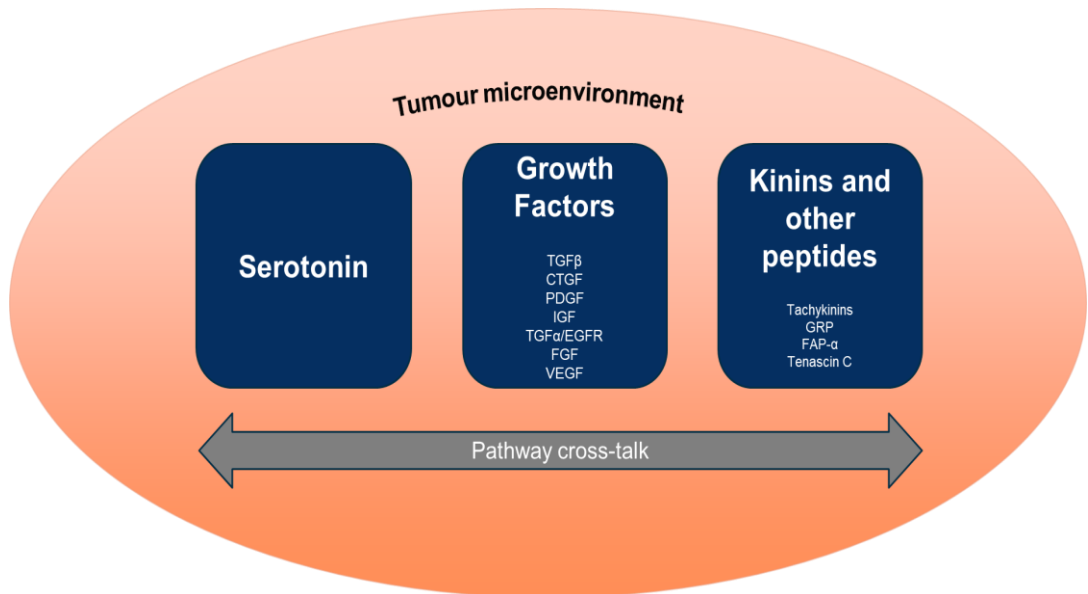 Tumour microenvironment
Serotonin
Growth
Factors
TGFβ
CTGF
PDGF
IGF
TGFα/EGFR
FGF
VEGF
Kinins and
other
peptides
Tachykinins
GRP
FAP-α
Tenascin C
Pathway cross-talk